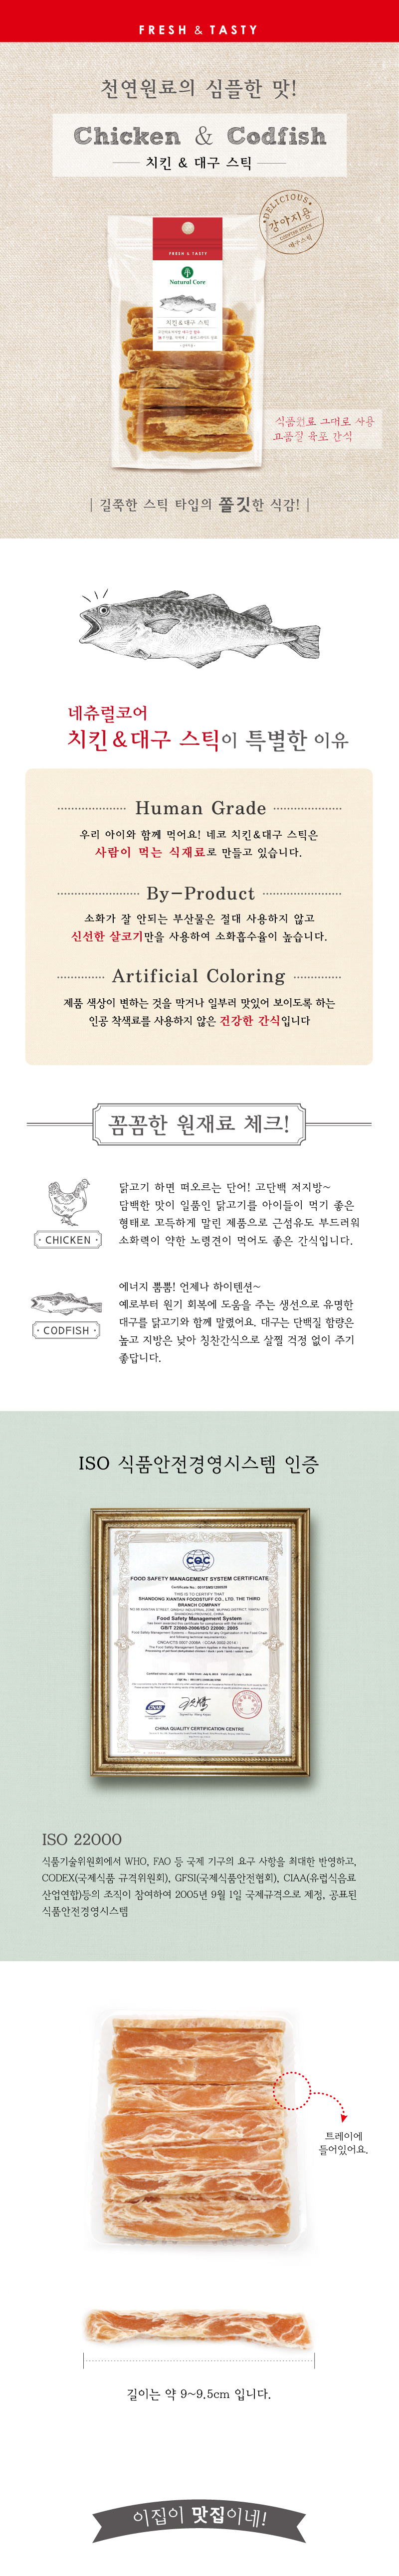 FRESH & TASTY
천연원료의 심플한 맛!
Chicken & Codfish
치킨 & 대구 스틱
DELICIOUS
강아지용
CODFISH STICK
대구스틱
FRESH & TASTY
Natural Core
치킨&대구 스틱
식품원료 그대로 사용
고품질 육포 간식
길쭉한 스틱 타입의 쫄깃한 식감!
네츄럴코어
치킨&대구 스틱이 특별한 이유
Human Grade
우리 아이와 함께 먹어요! 네코 치킨&대구 스틱은
사람이 먹는 식재료로 만들고 있습니다.
By-Product
소화가 잘 안되는 부산물은 절대 사용하지 않고
신선한 살코기만을 사용하여 소화흡수율이 높습니다.
Artificial Coloring
제품 색상이 변하는 것을 막거나 일부러 맛있어 보이도록 하는
인공 착색료를 사용하지 않은 건강한 간식입니다
꼼꼼한 원재료 체크!
닭고기 하면 떠오르는 단어! 고단백 저지방~
담백한 맛이 일품인 닭고기를 아이들이 먹기 좋은
형태로 꼬득하게 말린 제품으로 근섬유도 부드러워
소화력이 약한 노령견이 먹어도 좋은 간식입니다.
· CHICKEN ·
에너지 뿜뿜! 언제나 하이텐션~
예로부터 원기 회복에 도움을 주는 생선으로 유명한
대구를 닭고기와 함께 말렸어요. 대구는 단백질 함량은
높고 지방은 낮아 칭찬간식으로 살찔 걱정 없이 주기
좋답니다.
· CODFISH ·
ISO 식품안전경영시스템 인증
CQC
FOOD SAFETY MANAGEMENT SYSTEM CERTIFICATE
THIS IS TO CERTIFY THAT
SHANDONG XIANTAN FOODSTUFF CO., LTD. THE THIRD
BRANCH COMPANY
Food Safety Management System
GB/T 22000-2006/ISO 22000: 2005
CHINA QUALITY CERTIFICATION CENTRE
ISO 22000
식품기술위원회에서 WHO, FAO 등 국제 기구의 요구 사항을 최대한 반영하고,
CODEX(국제식품 규격위원회), GFSI(국제식품안전협회), CIAA(유럽식음료
산업연합)등의 조직이 참여하여 2005년 9월 1일 국제규격으로 제정, 공표된
식품안전경영시스템
트레이에
들어있어요.
길이는 약 9~9.5cm 입니다.
이집이 맛집이네!